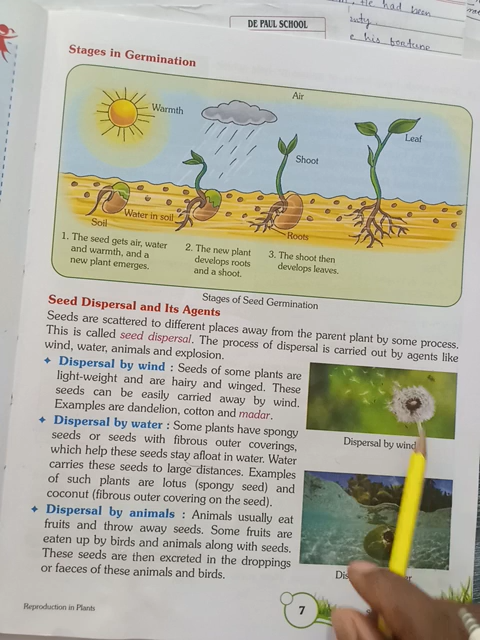 He had been
DE PAUL SCHOOL
Stages in Germination
Air
Warmth
Leaf
Shoot
Water in soil
Soil
Roots
1. The seed gets air, water
and warmth, and a
new plant emerges.
2. The new plant
develops roots
and a shoot.
3. The shoot then
develops leaves.
Stages of Seed Germination
Seed Dispersal and Its Agents
Seeds are scattered to different places away from the parent plant by some process.
This is called seed dispersal. The process of dispersal is carried out by agents like
wind, water, animals and explosion.
✦ Dispersal by wind : Seeds of some plants are
light-weight and are hairy and winged. These
seeds can be easily carried away by wind.
Examples are dandelion, cotton and madar.
Dispersal by wind
✦ Dispersal by water : Some plants have spongy
seeds or seeds with fibrous outer coverings,
which help these seeds stay afloat in water. Water
carries these seeds to large distances. Examples
of such plants are lotus (spongy seed) and
coconut (fibrous outer covering on the seed).
✦ Dispersal by animals : Animals usually eat
fruits and throw away seeds. Some fruits are
eaten up by birds and animals along with seeds.
These seeds are then excreted in the droppings
or faeces of these animals and birds.
Reproduction in Plants
7